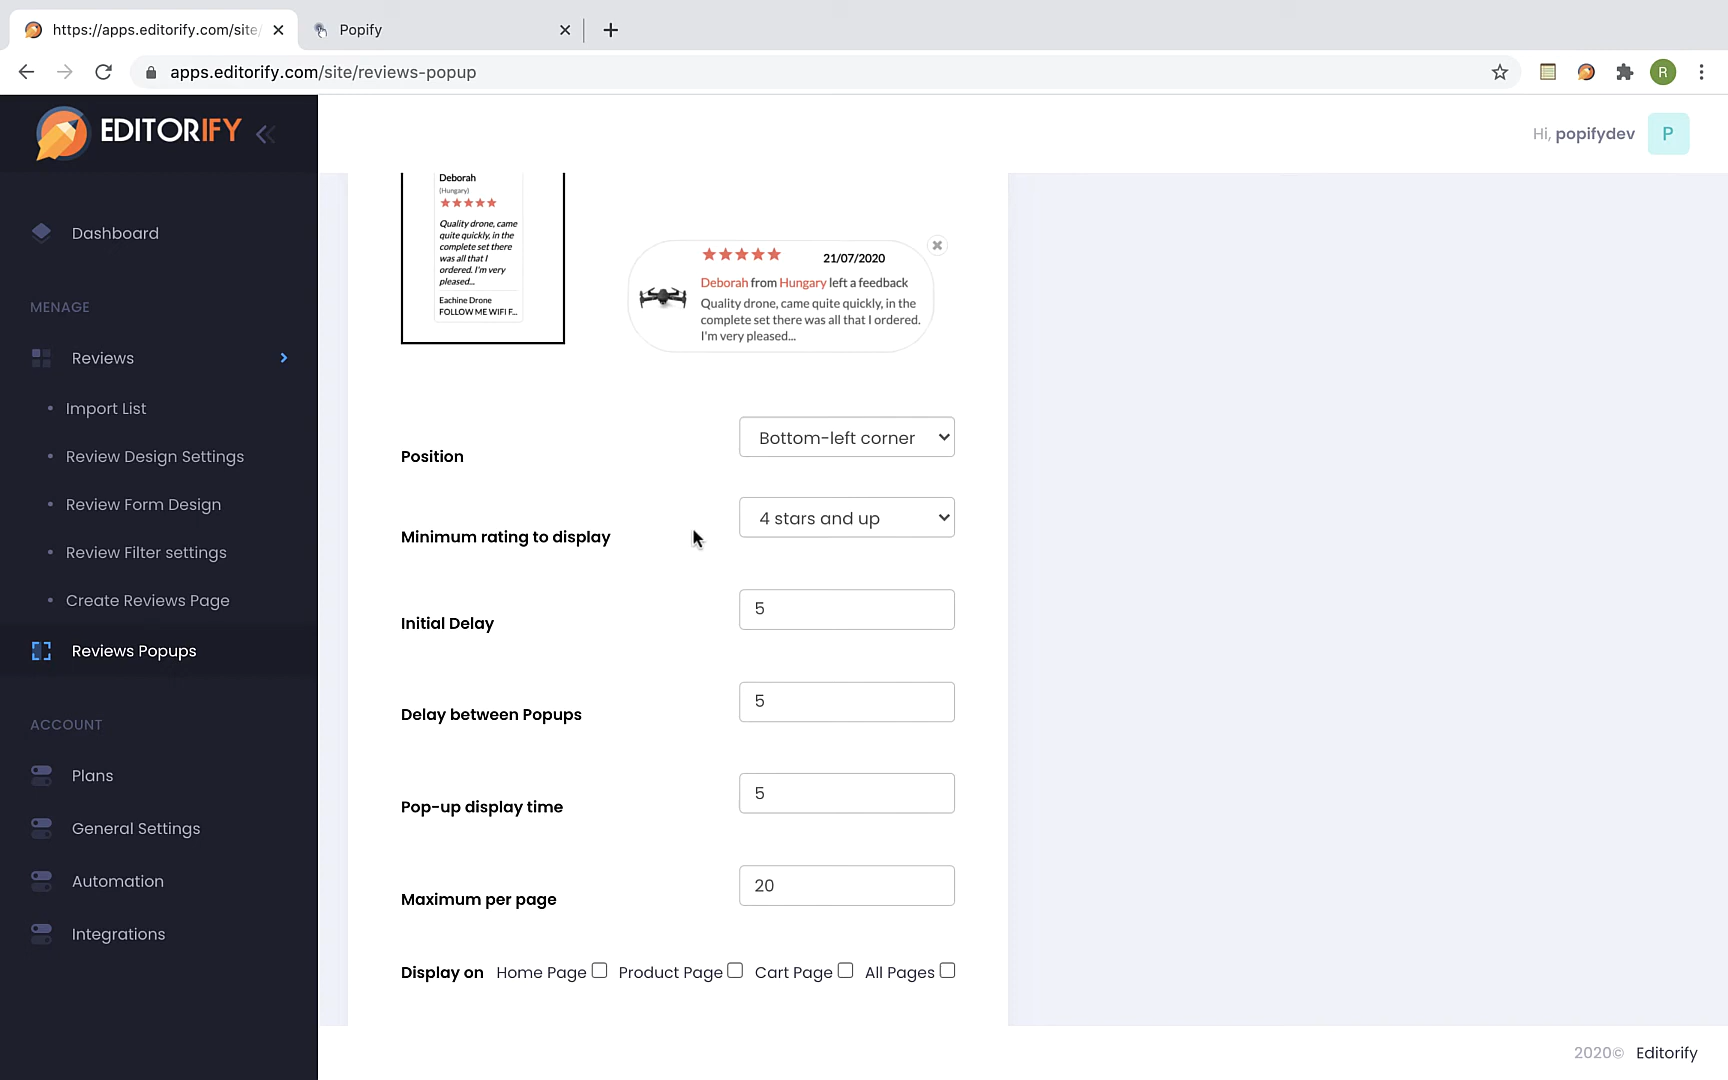 https://apps.editorify.com/site/
Popify
apps.editorify.com/site/reviews-popup
R
EDITORIFY
Hi, popifydev
P
Dashboard
MENAGE
Reviews
Import List
Review Design Settings
Review Form Design
Review Filter settings
Create Reviews Page
Reviews Popups
ACCOUNT
Plans
General Settings
Automation
Integrations
Deborah
(Hungary)
Quality drone, came
quite quickly, in the
complete set there
was all that I
ordered. I'm very
pleased...
Eachine Drone
FOLLOW ME WIFI F...
21/07/2020
Deborah from Hungary left a feedback
Quality drone, came quite quickly, in the
complete set there was all that I ordered.
I'm very pleased...
Position
Bottom-left corner
Minimum rating to display
4 stars and up
Initial Delay
5
Delay between Popups
5
Pop-up display time
5
Maximum per page
20
Display on Home Page Product Page Cart Page All Pages
2020© Editorify